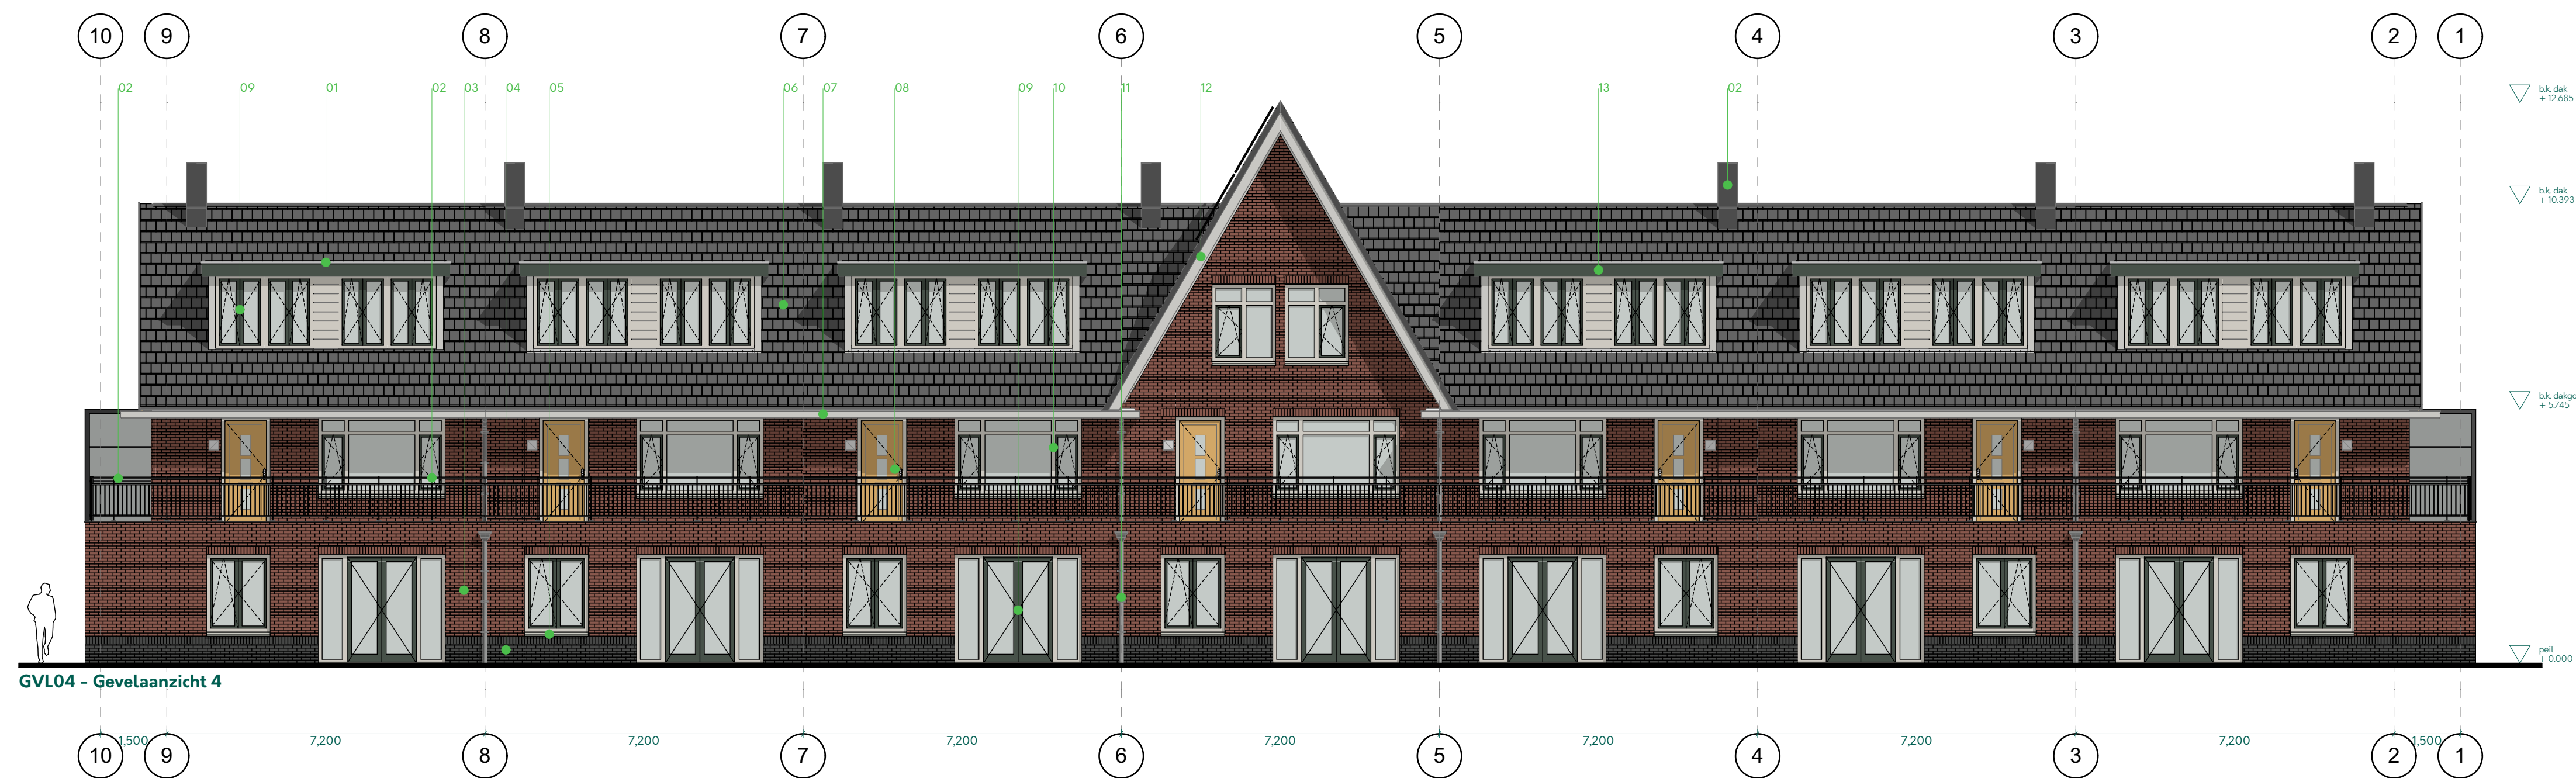 10 9 8 7 6 5 4 3 2 1
02 09 01 02 03 04 05 06 07 08 09 10 11 12 13 02
b.k. dak
+ 12.685
b.k. dak
+ 10.393
b.k. dakgo
+ 5.745
peil
+ 0.000
GVL04 - Gevelaanzicht 4
1,500 7,200 7,200 7,200 7,200 7,200 7,200 7,200 1,500
10 9 8 7 6 5 4 3 2 1